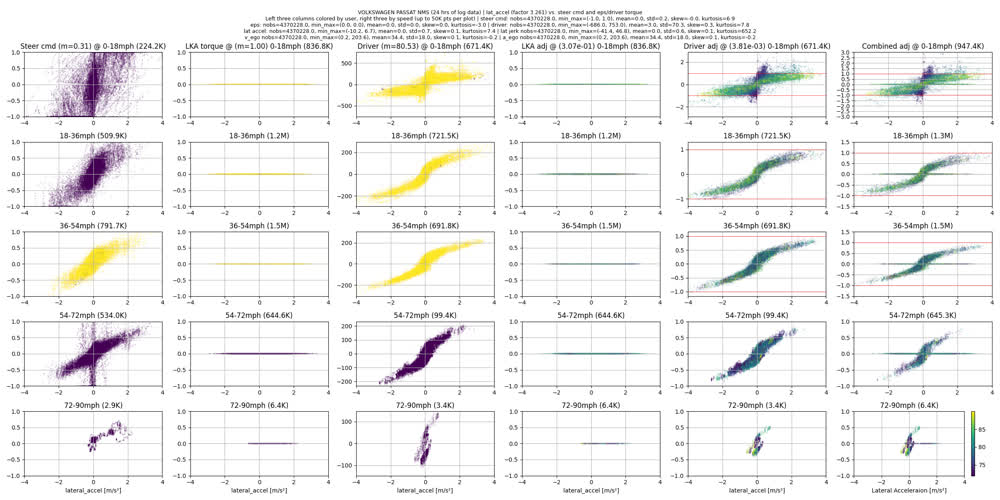 VOLKSWAGEN PASSAT NMS (24 hrs of log data) | lat_accel (factor 3.261) vs. steer cmd and eps/driver torque
Left three columns colored by user, right three by speed (up to 50K pts per plot) | steer cmd: nobs=4370228.0, min_max=(-1.0, 1.0), mean=0.0, std=0.2, skew=-0.0, kurtosis=6.9
eps: nobs=4370228.0, min_max=(0.0, 0.0), mean=0.0, std=0.0, skew=0.0, kurtosis=-3.0 | driver: nobs=4370228.0, min_max=(-686.0, 753.0), mean=3.0, std=70.3, skew=0.3, kurtosis=7.8
lat accel: nobs=4370228.0, min_max=(-10.2, 6.7), mean=0.0, std=0.7, skew=0.1, kurtosis=7.4 | lat jerk nobs=4370228.0, min_max=(-41.4, 46.8), mean=0.0, std=0.6, skew=0.1, kurtosis=652.2
v_ego nobs=4370228.0, min_max=(0.2, 203.6), mean=34.4, std=18.0, skew=0.1, kurtosis=-0.2 | a_ego nobs=4370228.0, min_max=(0.2, 203.6), mean=34.4, std=18.0, skew=0.1, kurtosis=-0.2
Steer cmd (m=0.31) @ 0-18mph (224.2K)
LKA torque @ (m=1.00) 0-18mph (836.8K)
Driver (m=80.53) @ 0-18mph (671.4K)
LKA adj @ (3.07e-01) 0-18mph (836.8K)
Driver adj @ (3.81e-03) 0-18mph (671.4K)
Combined adj @ 0-18mph (947.4K)
18-36mph (509.9K)
18-36mph (1.2M)
18-36mph (721.5K)
18-36mph (1.2M)
18-36mph (721.5K)
18-36mph (1.3M)
36-54mph (791.7K)
36-54mph (1.5M)
36-54mph (691.8K)
36-54mph (1.5M)
36-54mph (691.8K)
36-54mph (1.5M)
54-72mph (534.0K)
54-72mph (644.6K)
54-72mph (99.4K)
54-72mph (644.6K)
54-72mph (99.4K)
54-72mph (645.3K)
72-90mph (2.9K)
72-90mph (6.4K)
72-90mph (3.4K)
72-90mph (6.4K)
72-90mph (3.4K)
72-90mph (6.4K)
lateral_accel [m/s²]
lateral_accel [m/s²]
lateral_accel [m/s²]
lateral_accel [m/s²]
lateral_accel [m/s²]
Lateral Acceleraion [m/s²]
85
80
75